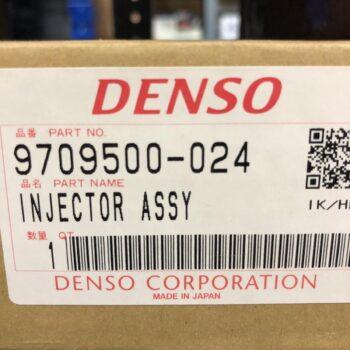 DENSO
品番 PART NO.
9709500-024
品名 PART NAME
INJECTOR ASSY
数量 QT
1
DENSO CORPORATION
MADE IN JAPAN